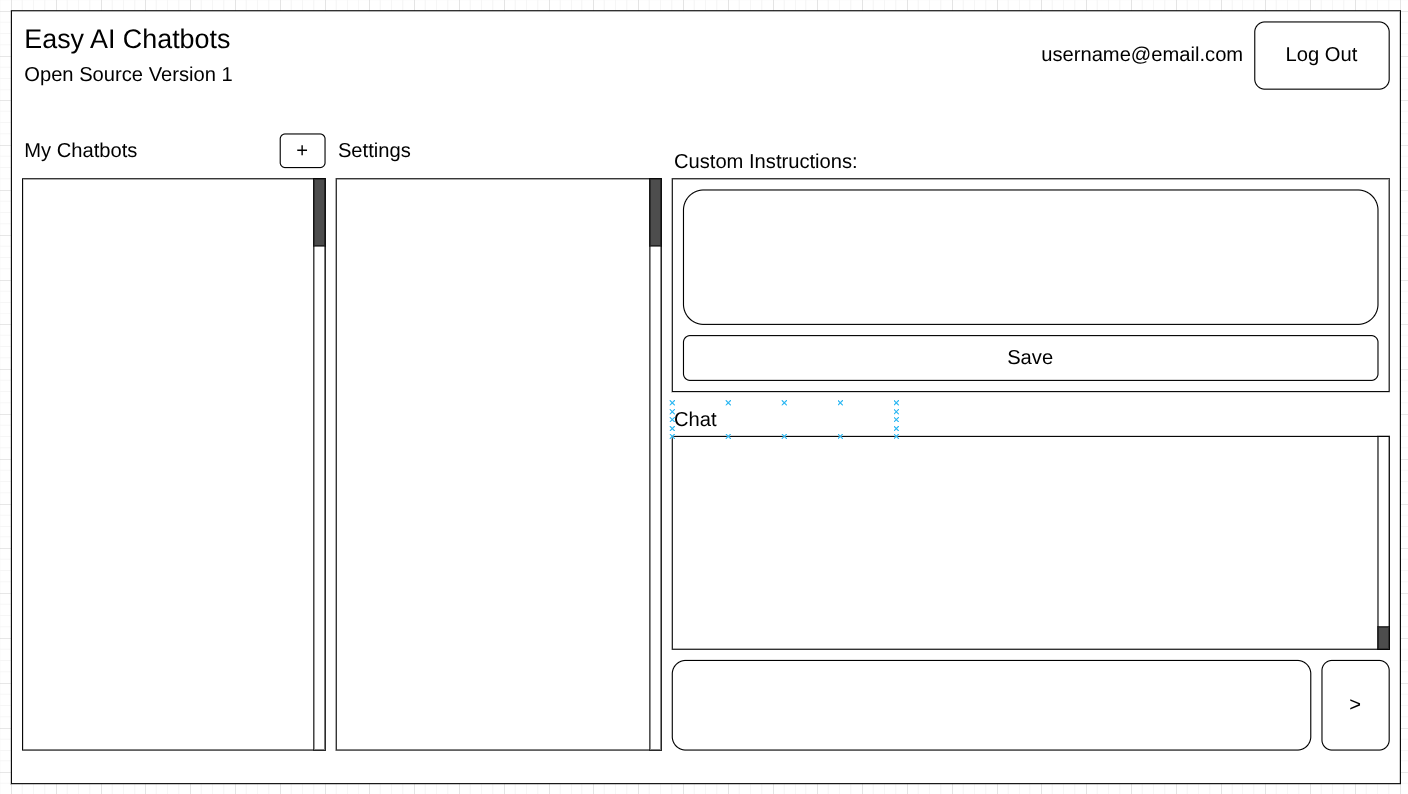 Easy AI Chatbots
Open Source Version 1
username@email.com
Log Out
My Chatbots
+
Settings
Custom Instructions:
Save
Chat
>